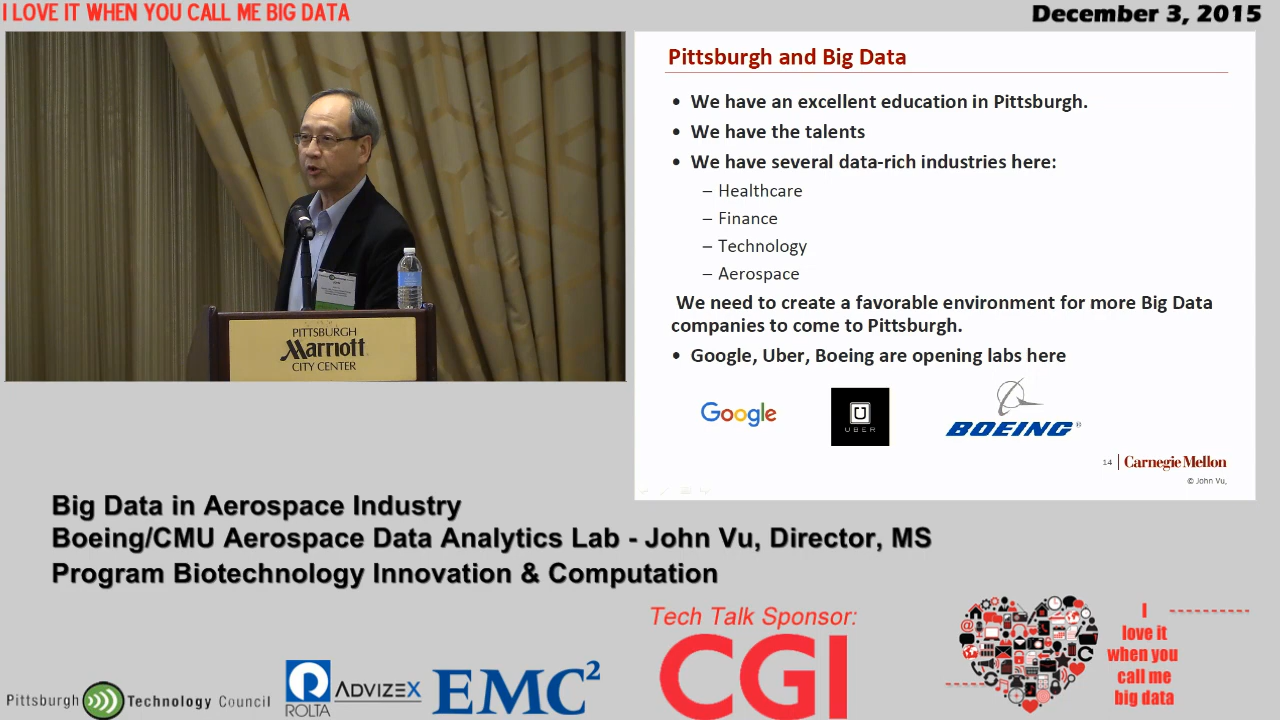 I LOVE IT WHEN YOU CALL ME BIG DATA
December 3, 2015
PITTSBURGH
Marriott
CITY CENTER
Pittsburgh and Big Data
• We have an excellent education in Pittsburgh.
• We have the talents
• We have several data-rich industries here:
– Healthcare
– Finance
– Technology
– Aerospace
We need to create a favorable environment for more Big Data
companies to come to Pittsburgh.
• Google, Uber, Boeing are opening labs here
Google
UBER
BOEING®
14 | Carnegie Mellon
© John Vu,
Big Data in Aerospace Industry
Boeing/CMU Aerospace Data Analytics Lab - John Vu, Director, MS
Program Biotechnology Innovation & Computation
Pittsburgh Technology Council
ROLTA
ADVIZEX
EMC²
Tech Talk Sponsor:
CGI
I
love it
when you
call me
big data